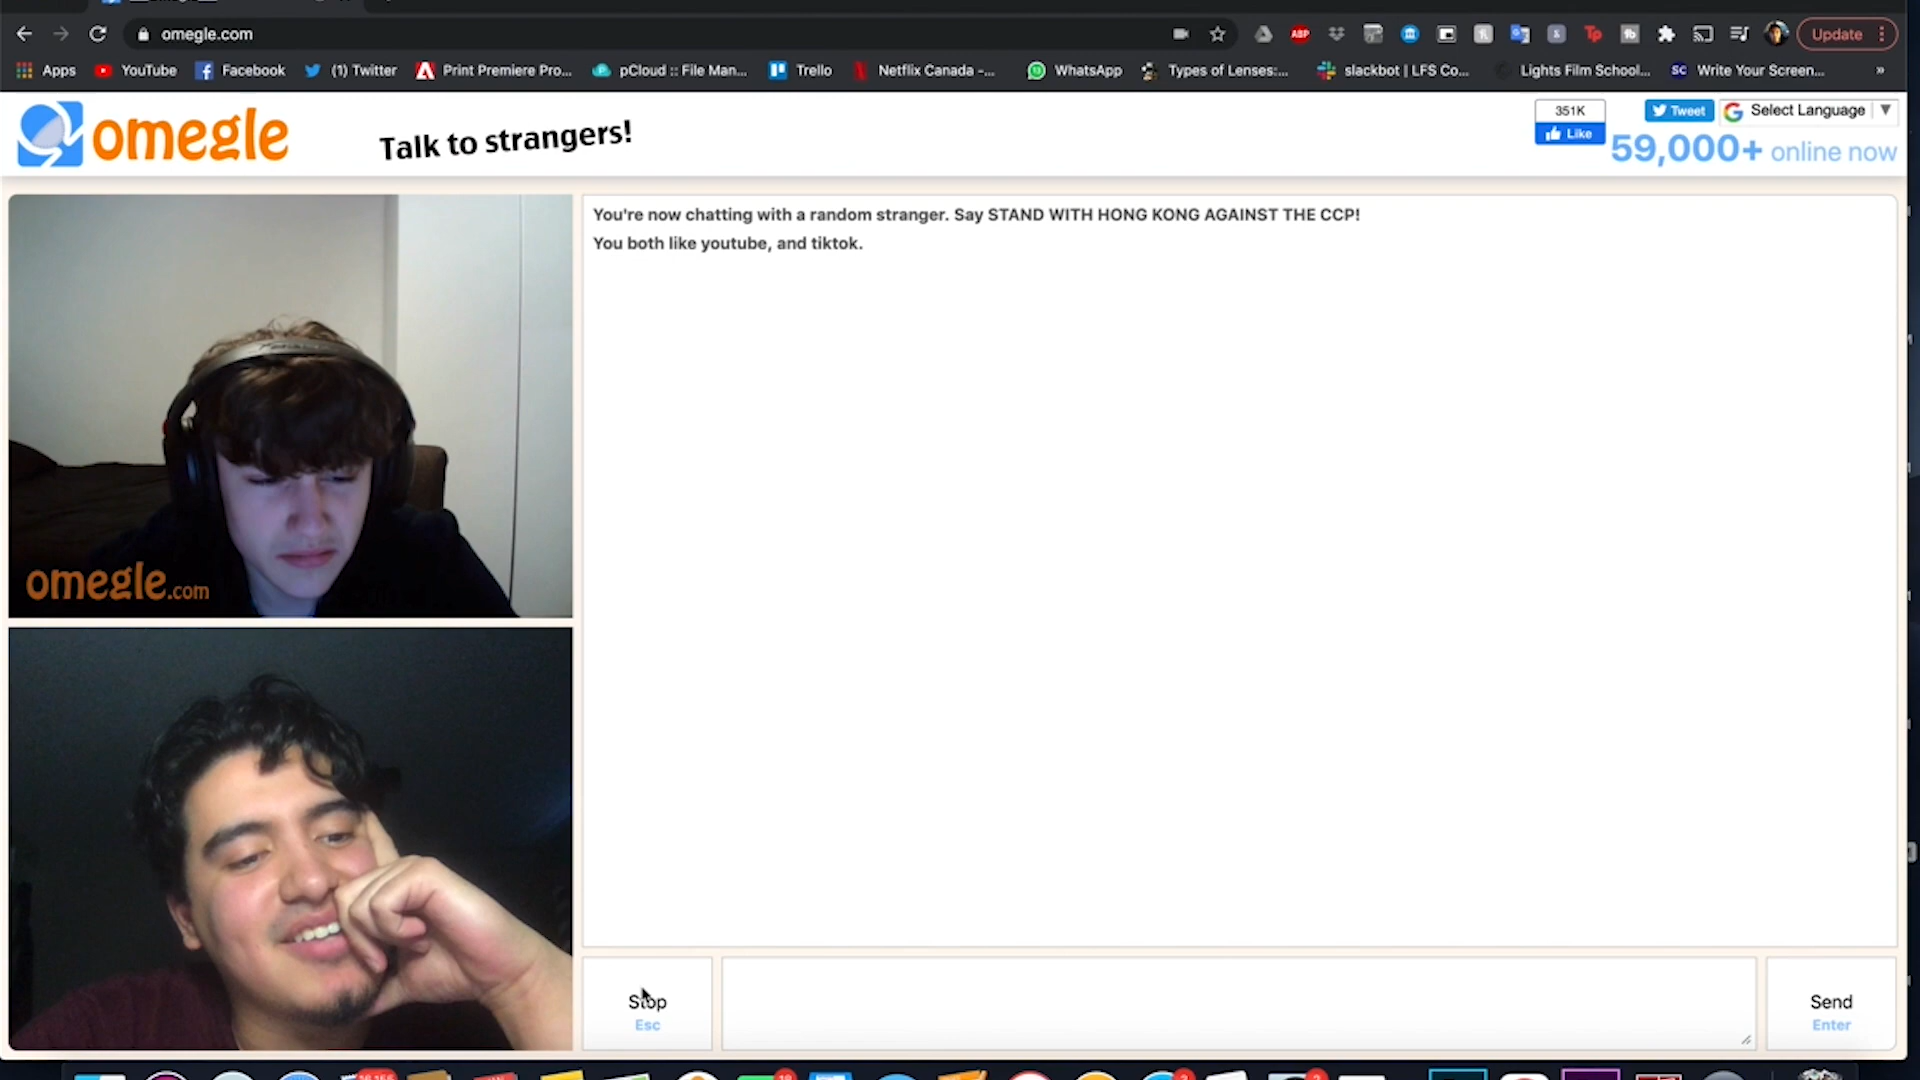 omegle.com
Update
Apps
YouTube
Facebook
(1) Twitter
Print Premiere Pro...
pCloud :: File Man...
Trello
Netflix Canada -...
WhatsApp
Types of Lenses:...
slackbot | LFS Co...
Lights Film School...
SC Write Your Screen...
»
omegle
Talk to strangers!
351K
Like
Tweet
G Select Language ▼
59,000+ online now
You're now chatting with a random stranger. Say STAND WITH HONG KONG AGAINST THE CCP!
You both like youtube, and tiktok.
omegle.com
Stop
Esc
Send
Enter